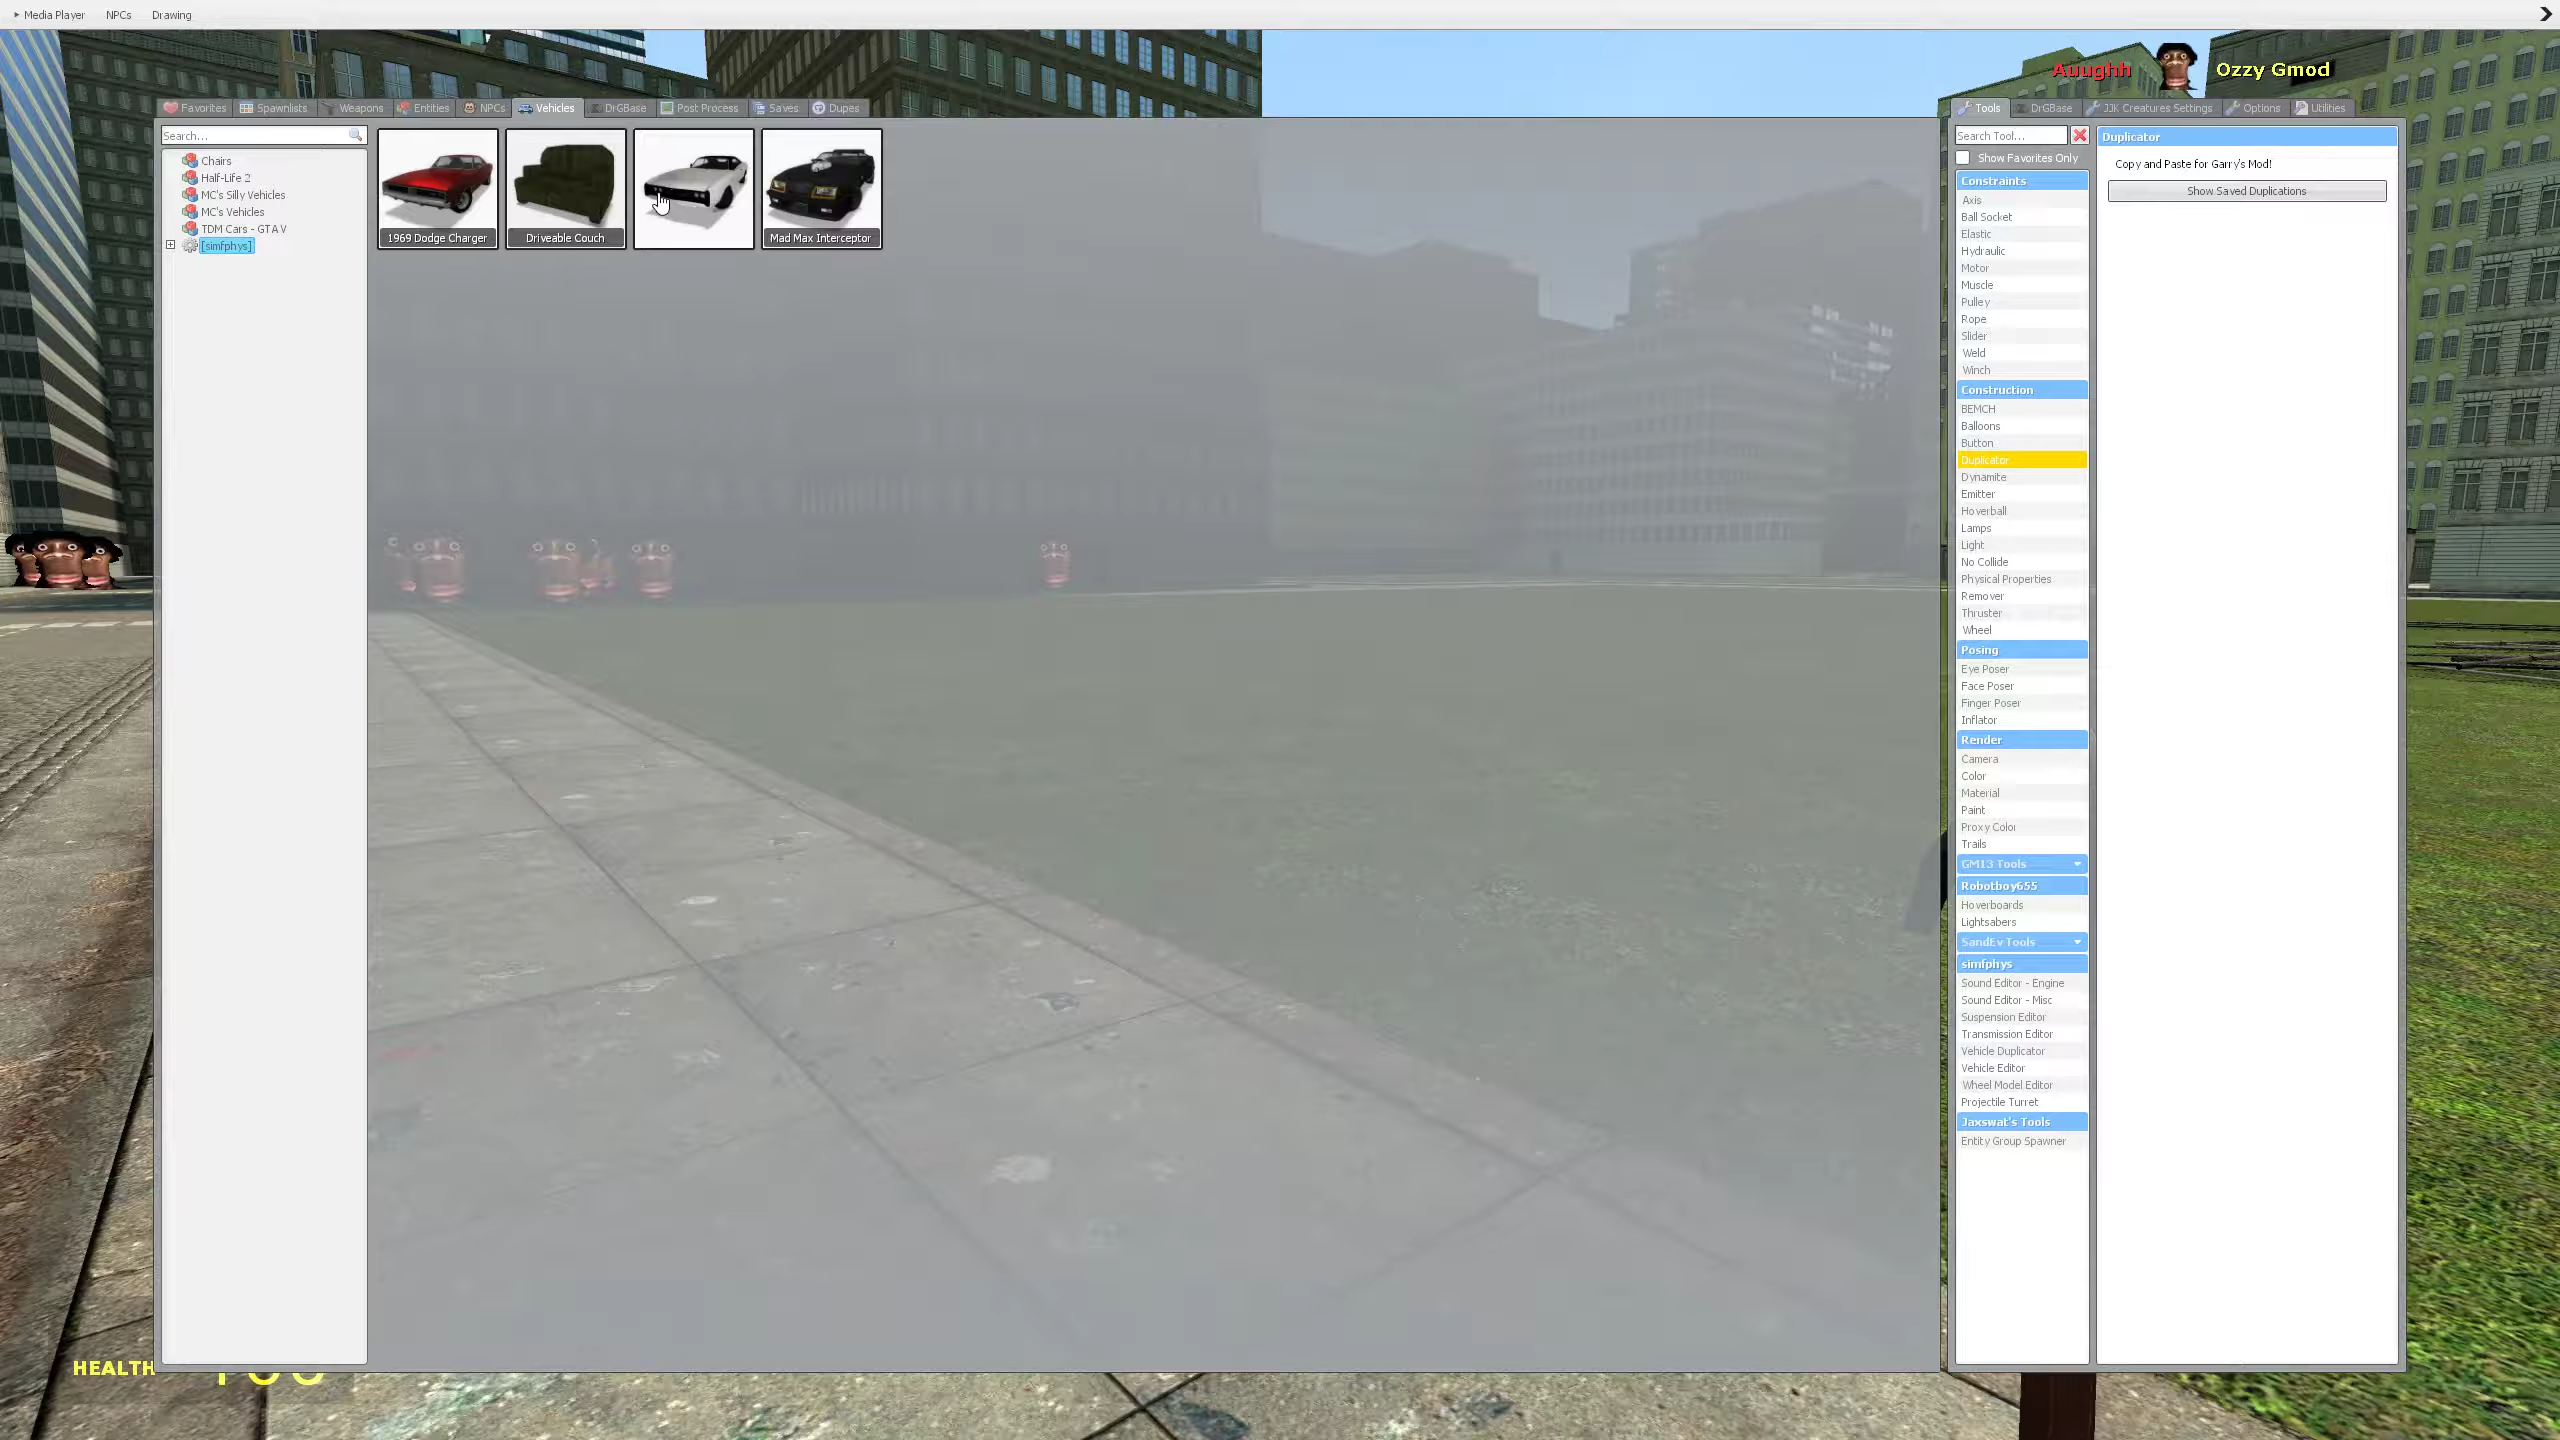 Media Player NPCs Drawing
Auughh Ozzy Gmod
Favorites Spawnlists Weapons Entities NPCs Vehicles DrGBase Post Process Saves Dupes
Search...
Chairs
Half-Life 2
MC's Silly Vehicles
MC's Vehicles
TDM Cars - GTA V
[simfphys]
1969 Dodge Charger
Driveable Couch
Mad Max Interceptor
Tools DrGBase JJK Creatures Settings Options Utilities
Search Tool...
Show Favorites Only
Constraints
Axis
Ball Socket
Elastic
Hydraulic
Motor
Muscle
Pulley
Rope
Slider
Weld
Winch
Construction
BEMCH
Balloons
Button
Duplicator
Dynamite
Emitter
Hoverball
Lamps
Light
No Collide
Physical Properties
Remover
Thruster
Wheel
Posing
Eye Poser
Face Poser
Finger Poser
Inflator
Render
Camera
Color
Material
Paint
Proxy Color
Trails
GM13 Tools
Robotboy655
Hoverboards
Lightsabers
SandEv Tools
simfphys
Sound Editor - Engine
Sound Editor - Misc
Suspension Editor
Transmission Editor
Vehicle Duplicator
Vehicle Editor
Wheel Model Editor
Projectile Turret
Jaxswat's Tools
Entity Group Spawner
Duplicator
Copy and Paste for Garry's Mod!
Show Saved Duplications
HEALTH